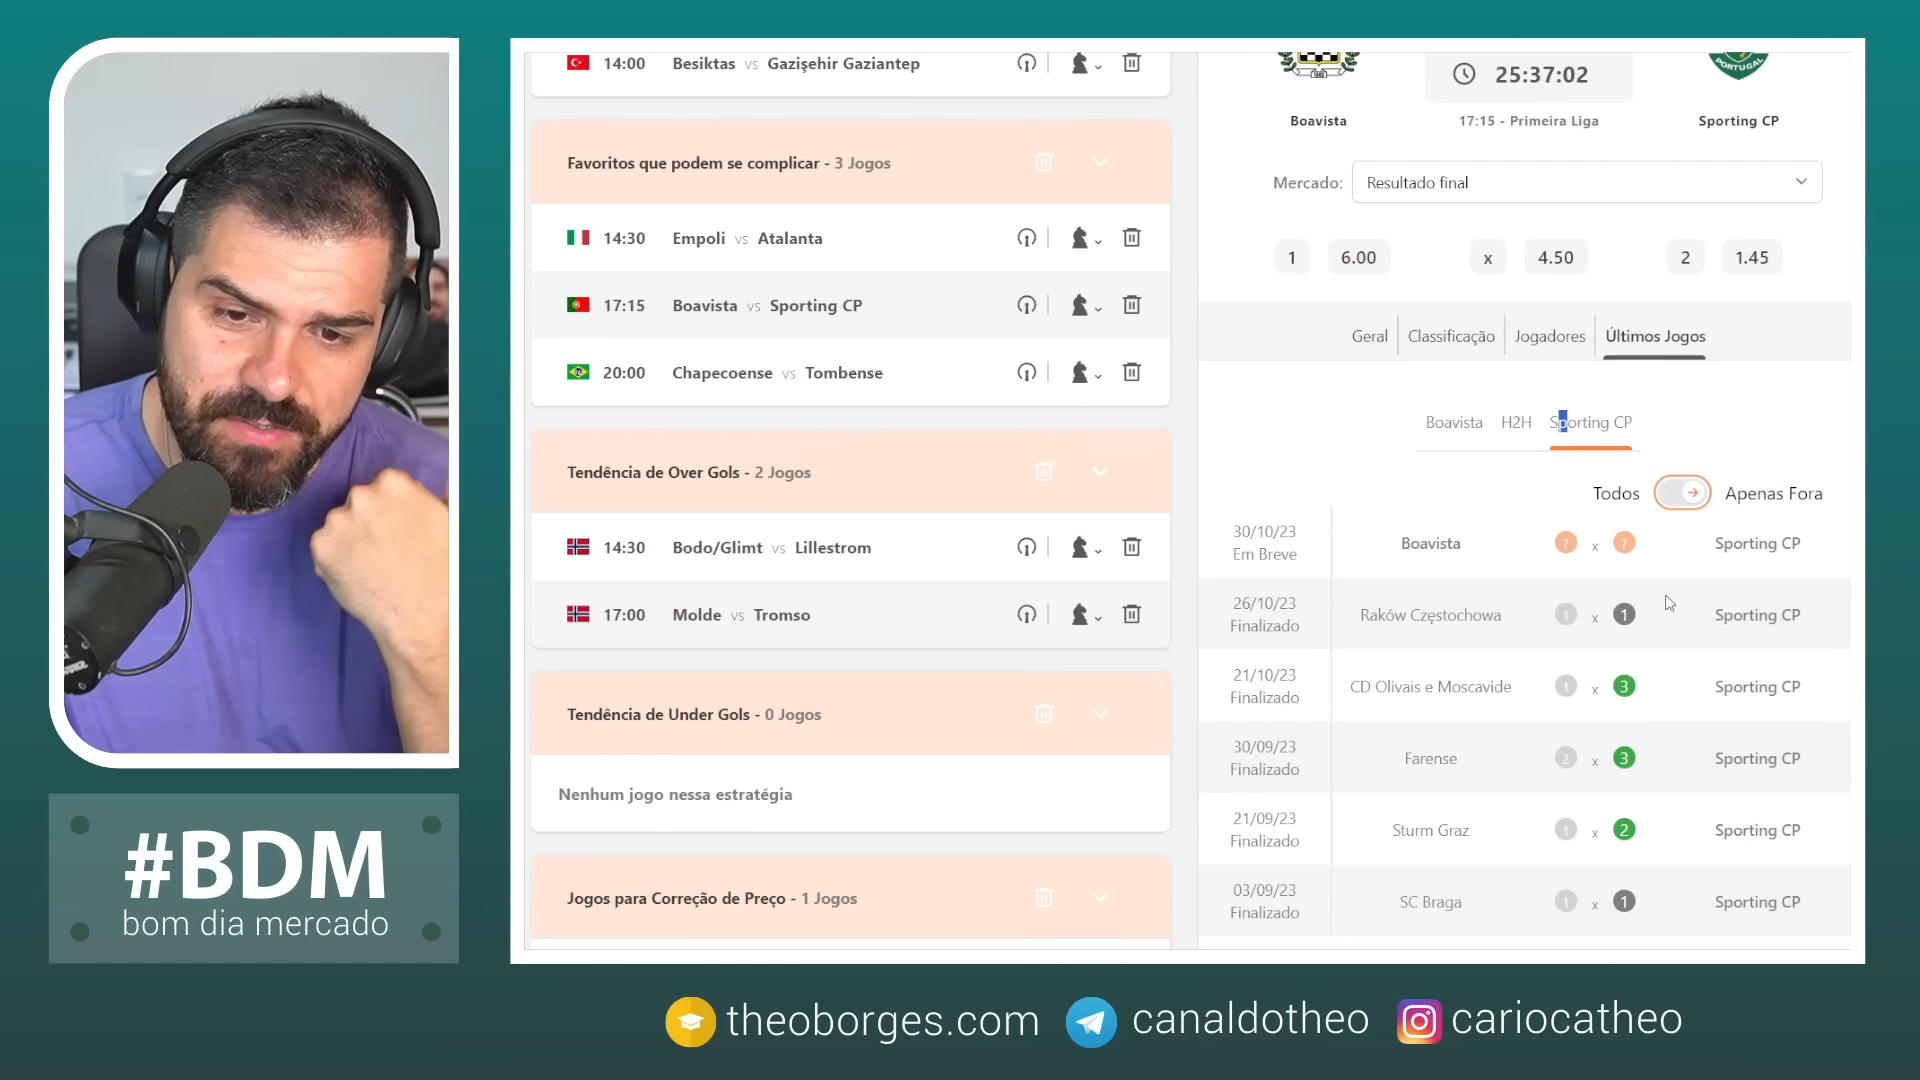 14:00 Besiktas vs Gazişehir Gaziantep
Favoritos que podem se complicar - 3 Jogos
14:30 Empoli vs Atalanta
17:15 Boavista vs Sporting CP
20:00 Chapecoense vs Tombense
Tendência de Over Gols - 2 Jogos
14:30 Bodo/Glimt vs Lillestrom
17:00 Molde vs Tromso
Tendência de Under Gols - 0 Jogos
Nenhum jogo nessa estratégia
Jogos para Correção de Preço - 1 Jogos
PORTUGAL
25:37:02
Boavista 17:15 - Primeira Liga Sporting CP
Mercado: Resultado final
1 6.00 x 4.50 2 1.45
Geral Classificação Jogadores Últimos Jogos
Boavista H2H Sporting CP
Todos Apenas Fora
30/10/23
Em Breve
Boavista ? x ? Sporting CP
26/10/23
Finalizado
Raków Częstochowa 1 x 1 Sporting CP
21/10/23
Finalizado
CD Olivais e Moscavide 1 x 3 Sporting CP
30/09/23
Finalizado
Farense 2 x 3 Sporting CP
21/09/23
Finalizado
Sturm Graz 1 x 2 Sporting CP
03/09/23
Finalizado
SC Braga 1 x 1 Sporting CP
#BDM
bom dia mercado
theoborges.com canaldotheo cariocatheo